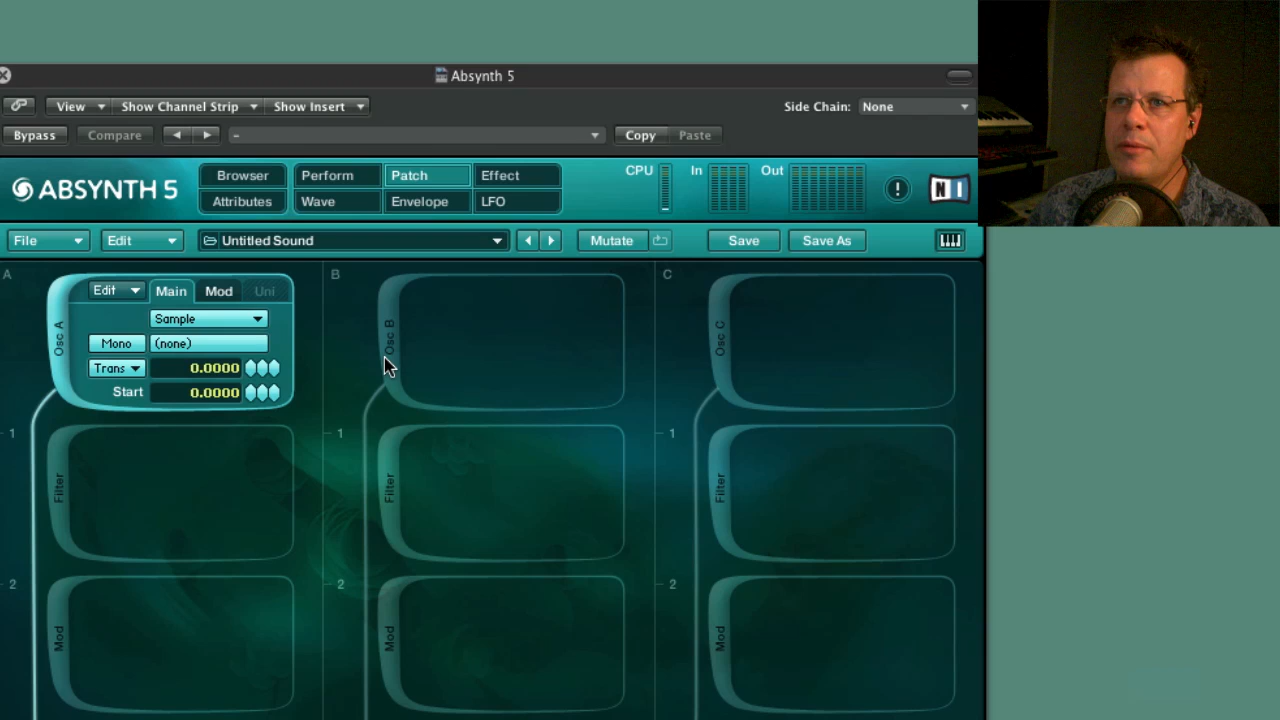 Absynth 5
View Show Channel Strip Show Insert Side Chain: None
Bypass Compare - Copy Paste
ABSYNTH 5 Browser Perform Patch Effect CPU In Out ! NI
Attributes Wave Envelope LFO
File Edit Untitled Sound Mutate Save Save As
A B C
Edit Main Mod Uni
Sample
Mono (none)
Trans 0.0000
Start 0.0000
Osc A Osc B Osc C
1 1 1
Filter Filter Filter
2 2 2
Mod Mod Mod